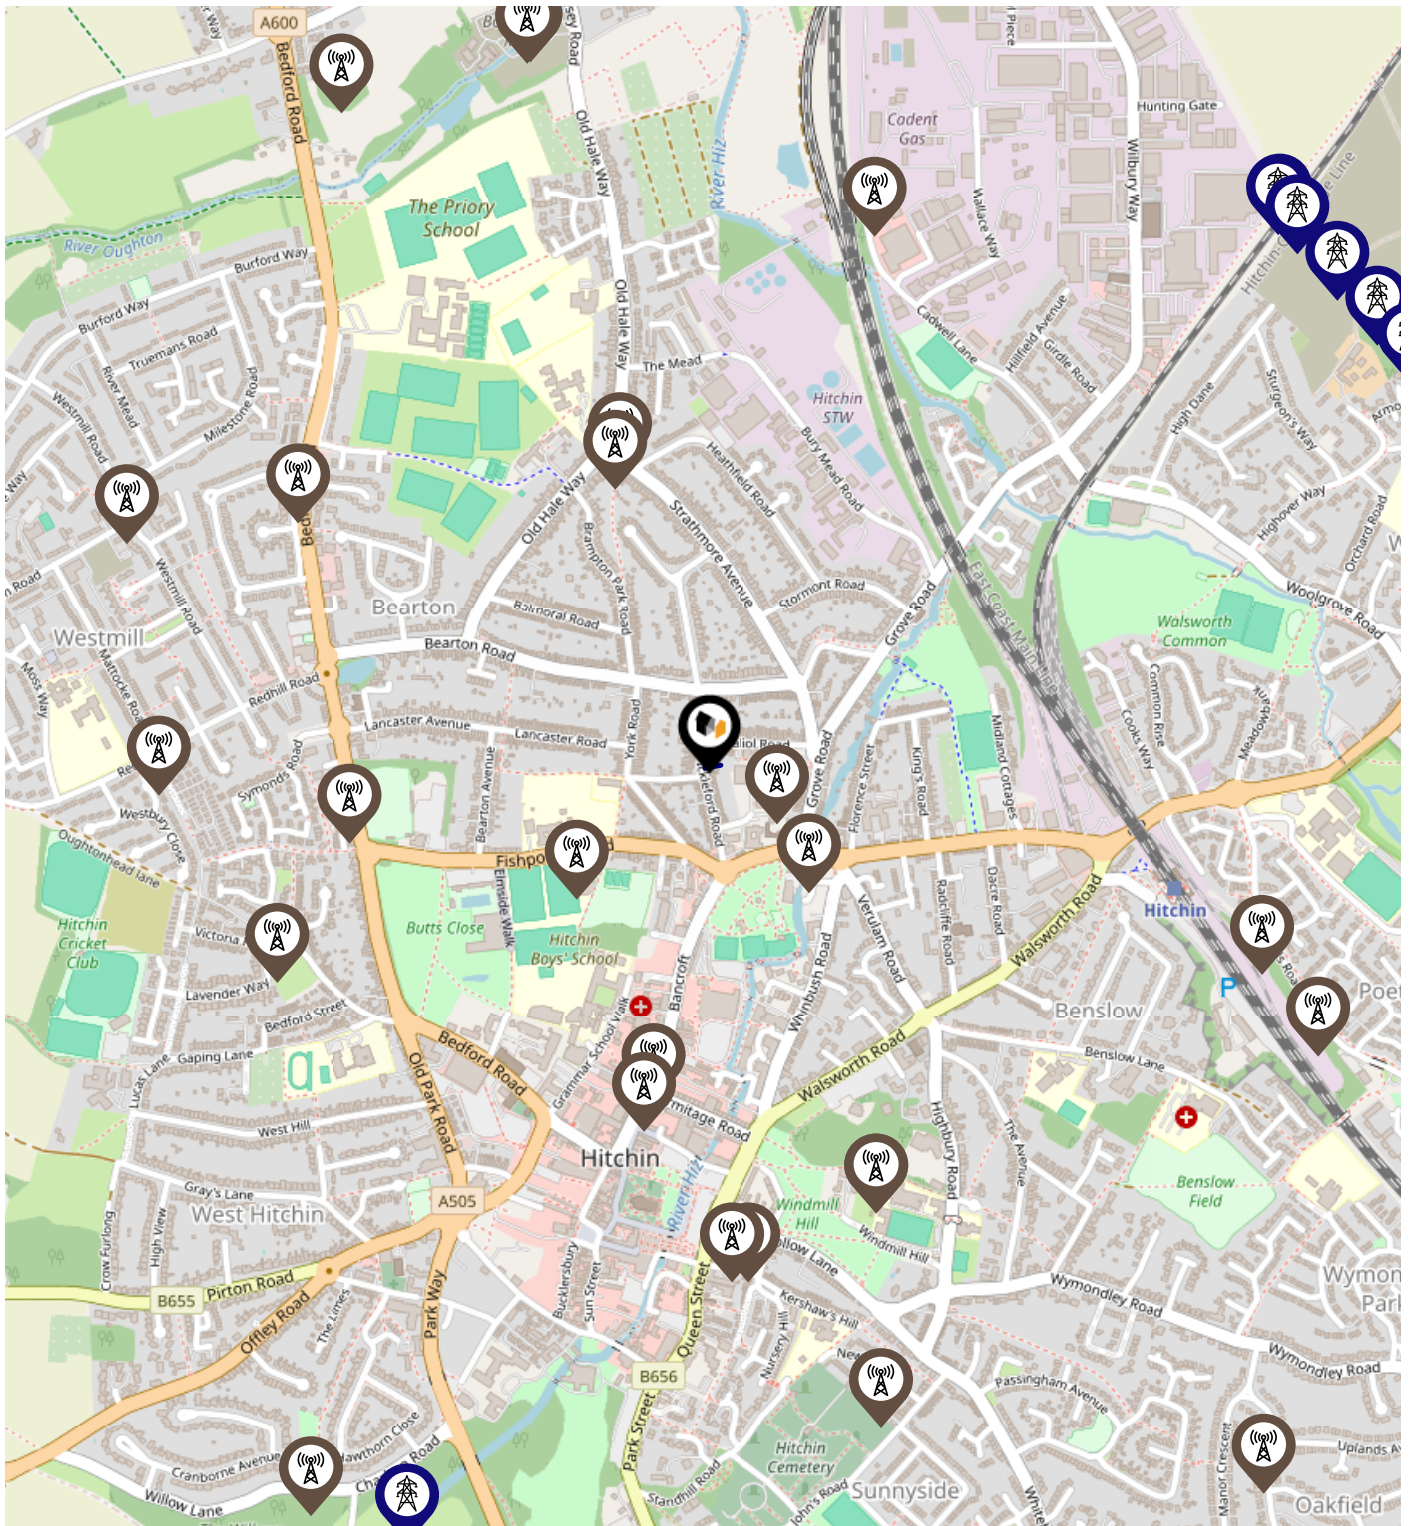 A600
Bedford Road
Old Hale Way
River Hiz
Cadent
Gas
Wallace Way
Wilbury Way
Hunting Gate
The Priory
School
River Oughton
Burford Way
Burford Way
Truemans Road
River Mead
Milestone Road
Westmill Road
Old Hale Way
The Mead
Hitchin
STW
Bury Mead Road
Cadwell Lane
Hillfield Avenue
Girdle Road
High Dane
Sturgeon's Way
Highover Way
Orchard Road
Heathfield Road
Old Hale Way
Strathmore Avenue
Brampton Park Road
Stormont Road
Grove Road
East Coast Main Line
Woolgrove Road
Walsworth
Common
Westmill Road
Bearton
Balmoral Road
Westmill
Bearton Road
Moss Way
Redhill Road
Lancaster Avenue
Lancaster Road
York Road
Symonds Road
Bearton Avenue
Grove Road
Florence Street
King's Road
Midland Cottages
Cooks Way
Common Rise
Westbury Close
Oughtonhead lane
Elmside Walk
Hitchin
Cricket
Club
Butts Close
Hitchin
Boys' School
Verulam Road
Radcliffe Road
Dacre Road
Walsworth Road
Hitchin
P
Lavender Way
Bedford Street
Bancroft
Whinbush Road
Benslow
Benslow Lane
Gaping Lane
Lucas Lane
Bedford Road
Old Park Road
Grammar School Walk
Walsworth Road
West Hill
Hitchin
Highbury Road
The Avenue
Gray's Lane
West Hitchin
A505
River Hiz
Windmill
Hill
Windmill Hill
Benslow
Field
Crow Furlong
High View
B655
Pirton Road
Offley Road
The Limes
Park Way
Bucklersbury
Sun Street
Queen Street
Kershaw's Hill
Nursery Hill
Wymondley Road
Wymondley Road
B656
Park Street
Passingham Avenue
Hitchin
Cemetery
Standhill Road
Sunnyside
Manor Crescent
Oakfield
Cranborne Avenue
Hawthorn Close
Willow Lane